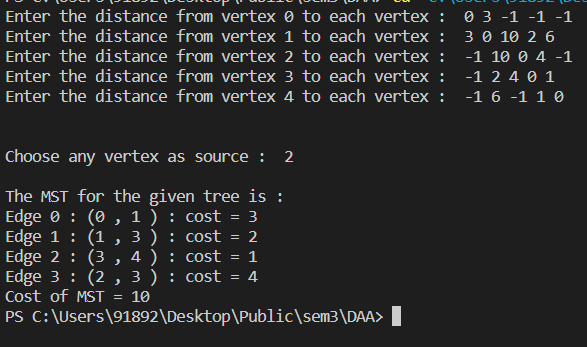 Enter the distance from vertex 0 to each vertex :  0 3 -1 -1 -1
Enter the distance from vertex 1 to each vertex :  3 0 10 2 6
Enter the distance from vertex 2 to each vertex :  -1 10 0 4 -1
Enter the distance from vertex 3 to each vertex :  -1 2 4 0 1
Enter the distance from vertex 4 to each vertex :  -1 6 -1 1 0
Choose any vertex as source :  2
The MST for the given tree is :
Edge 0 : (0 , 1 ) : cost = 3
Edge 1 : (1 , 3 ) : cost = 2
Edge 2 : (3 , 4 ) : cost = 1
Edge 3 : (2 , 3 ) : cost = 4
Cost of MST = 10
PS C:\Users\91892\Desktop\Public\sem3\DAA>